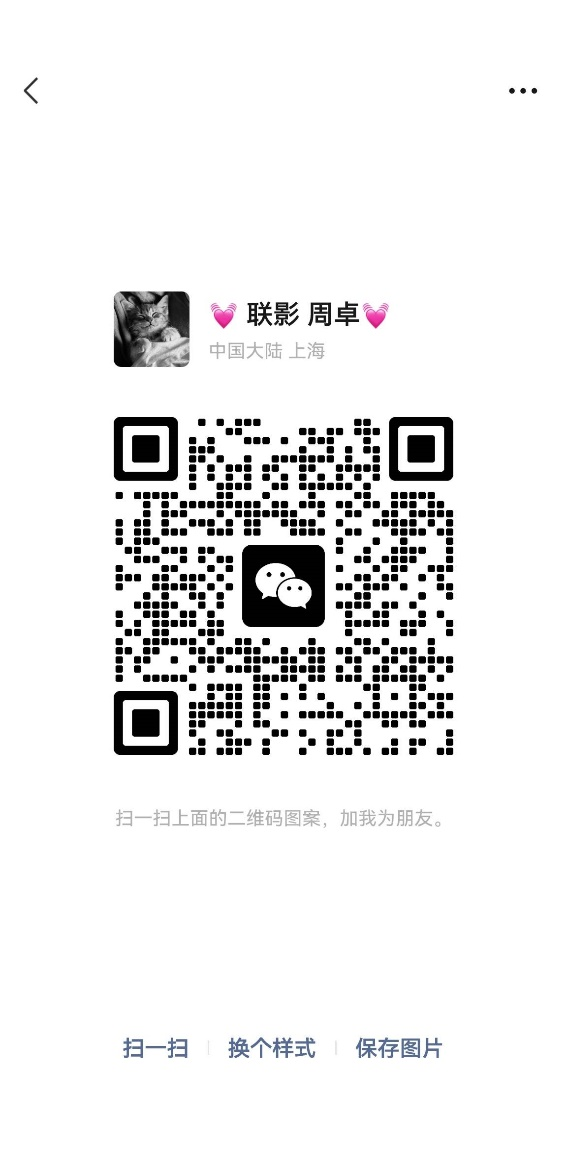 💓 联影 周卓💓
中国大陆 上海
扫一扫上面的二维码图案，加我为朋友。
扫一扫 | 换个样式 | 保存图片